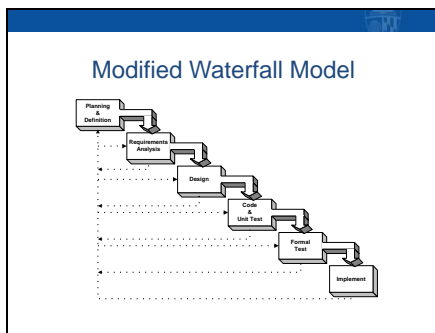 Modified Waterfall Model
Planning
&
Definition
Requirements
Analysis
Design
Code
&
Unit Test
Formal
Test
Implement